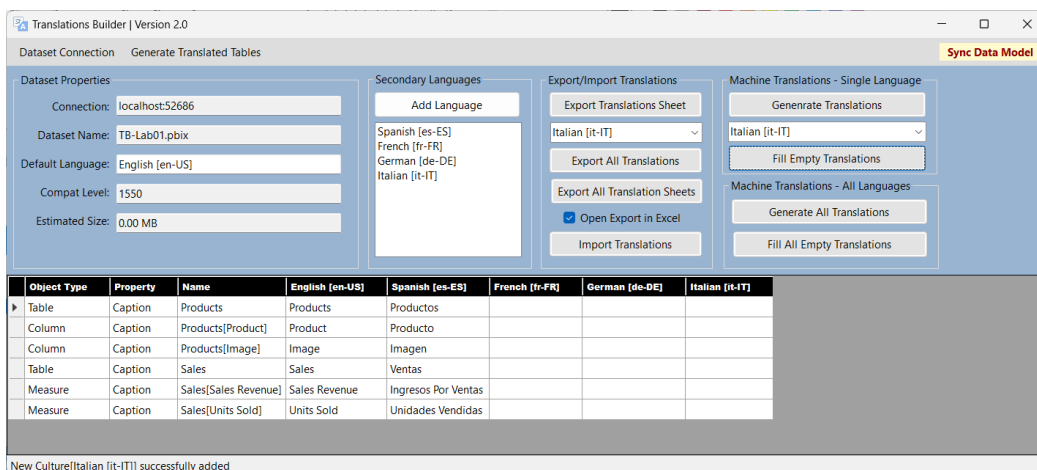 Translations Builder | Version 2.0
Dataset Connection Generate Translated Tables Sync Data Model
Dataset Properties
Connection: localhost:52686
Dataset Name: TB-Lab01.pbix
Default Language: English [en-US]
Compat Level: 1550
Estimated Size: 0.00 MB
Secondary Languages
Add Language
Spanish [es-ES]
French [fr-FR]
German [de-DE]
Italian [it-IT]
Export/Import Translations
Export Translations Sheet
Italian [it-IT]
Export All Translations
Export All Translation Sheets
Open Export in Excel
Import Translations
Machine Translations - Single Language
Genenrate Translations
Italian [it-IT]
Fill Empty Translations
Machine Translations - All Languages
Generate All Translations
Fill All Empty Translations
Object Type Property Name English [en-US] Spanish [es-ES] French [fr-FR] German [de-DE] Italian [it-IT]
Table Caption Products Products Productos
Column Caption Products[Product] Product Producto
Column Caption Products[Image] Image Imagen
Table Caption Sales Sales Ventas
Measure Caption Sales[Sales Revenue] Sales Revenue Ingresos Por Ventas
Measure Caption Sales[Units Sold] Units Sold Unidades Vendidas
New Culture[Italian [it-IT]] successfully added